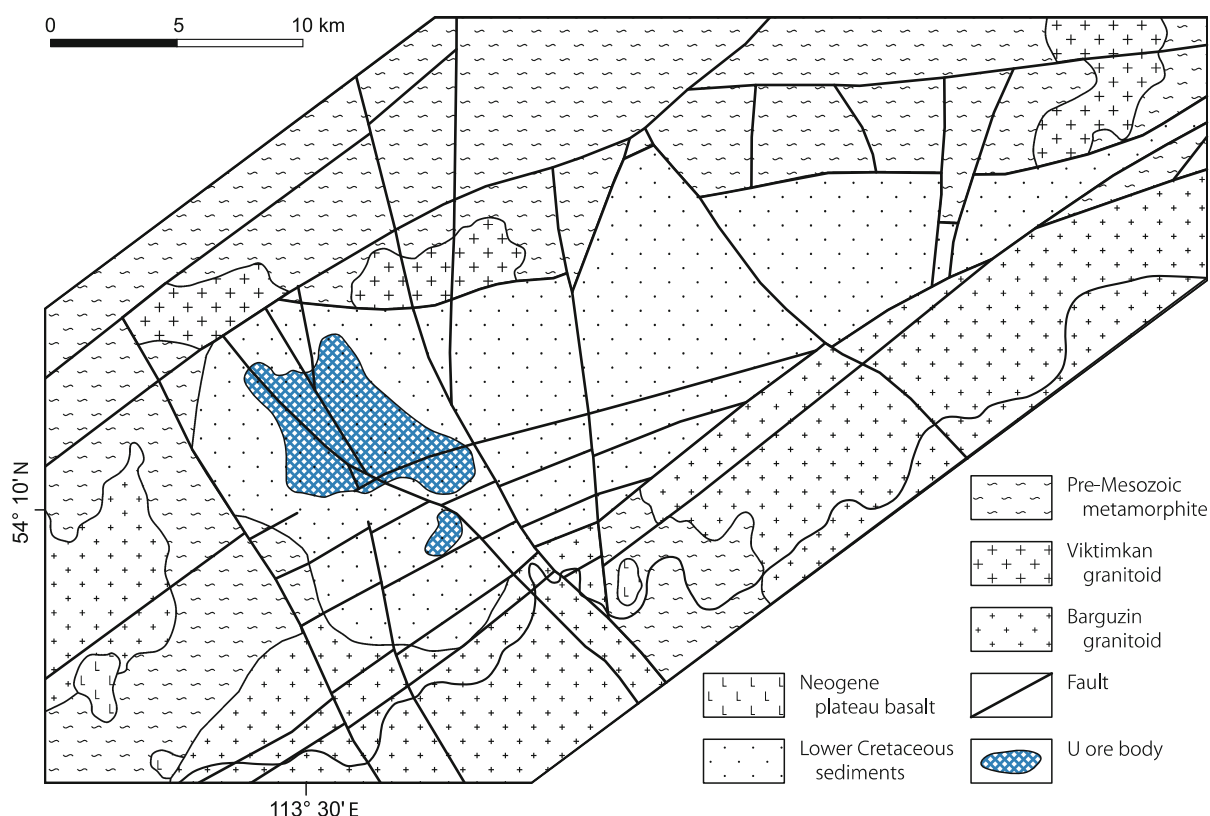 0 5 10 km
54° 10' N
113° 30' E
Pre-Mesozoic
metamorphite
Viktimkan
granitoid
Barguzin
granitoid
Neogene
plateau basalt
Fault
Lower Cretaceous
sediments
U ore body